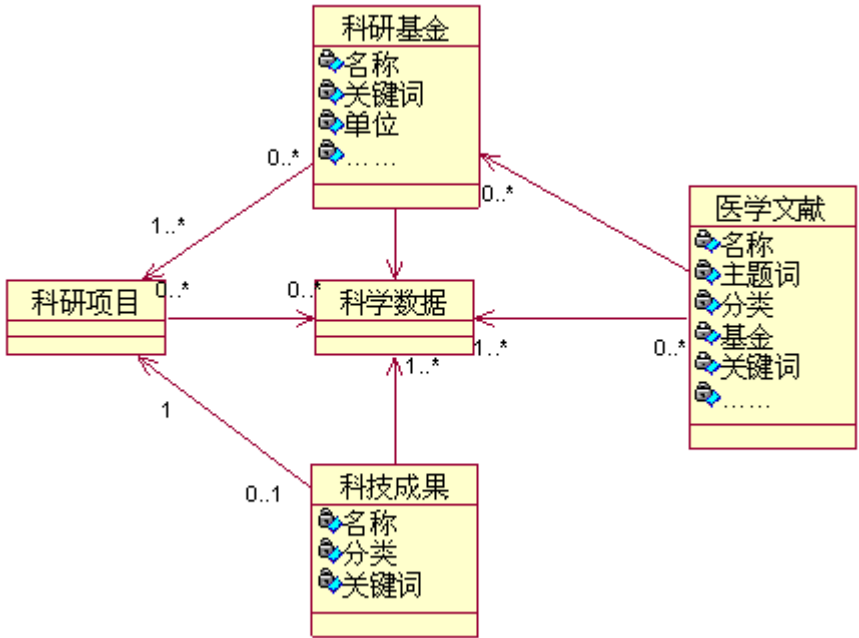 科研基金
名称
关键词
单位
……
0..*
1..*
0..*
医学文献
名称
主题词
分类
基金
关键词
……
科研项目
0..*
0..*
科学数据
1..*
0..*
1..*
1
0..1
科技成果
名称
分类
关键词